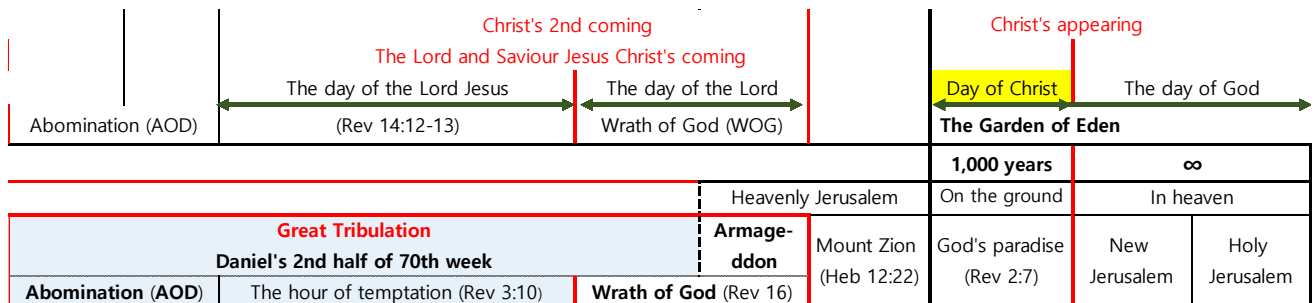 Christ's 2nd coming Christ's appearing
The Lord and Saviour Jesus Christ's coming
The day of the Lord Jesus The day of the Lord Day of Christ The day of God
Abomination (AOD) (Rev 14:12-13) Wrath of God (WOG) The Garden of Eden
1,000 years ∞
Heavenly Jerusalem On the ground In heaven
Great Tribulation Armage-
Daniel's 2nd half of 70th week ddon
Mount Zion God's paradise New Holy
(Heb 12:22) (Rev 2:7) Jerusalem Jerusalem
Abomination (AOD) The hour of temptation (Rev 3:10) Wrath of God (Rev 16)